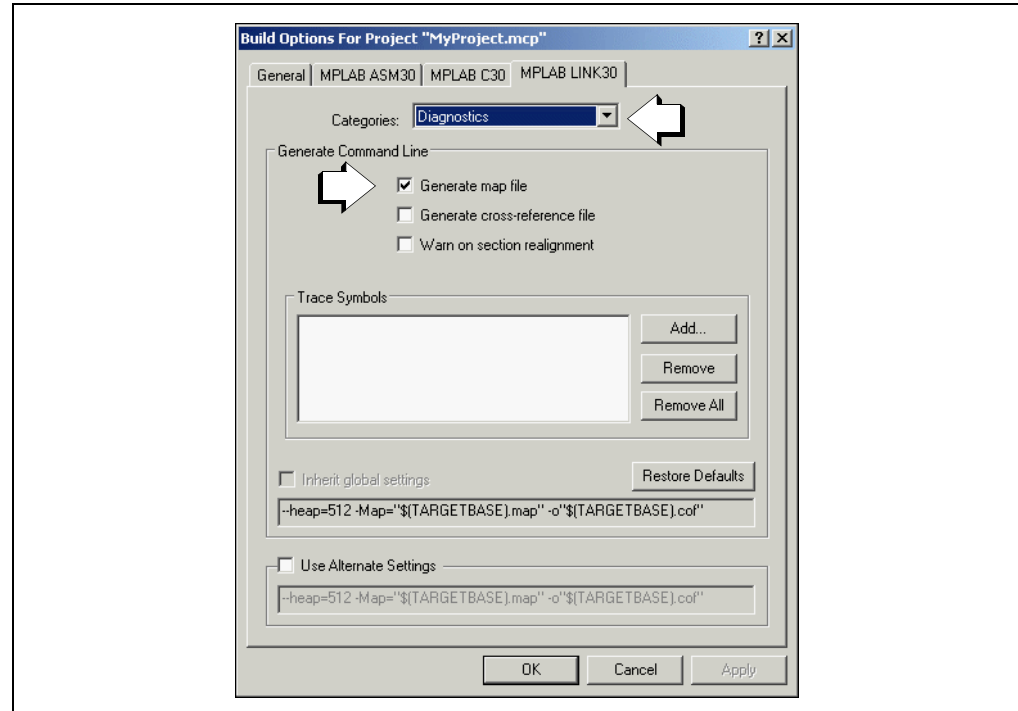 Build Options For Project "MyProject.mcp"
General MPLAB ASM30 MPLAB C30 MPLAB LINK30
Categories: Diagnostics
Generate Command Line
Generate map file
Generate cross-reference file
Warn on section realignment
Trace Symbols
Add...
Remove
Remove All
Inherit global settings Restore Defaults
--heap=512 -Map="$(TARGETBASE).map" -o"$(TARGETBASE).cof"
Use Alternate Settings
--heap=512 -Map="$(TARGETBASE).map" -o"$(TARGETBASE).cof"
OK Cancel Apply